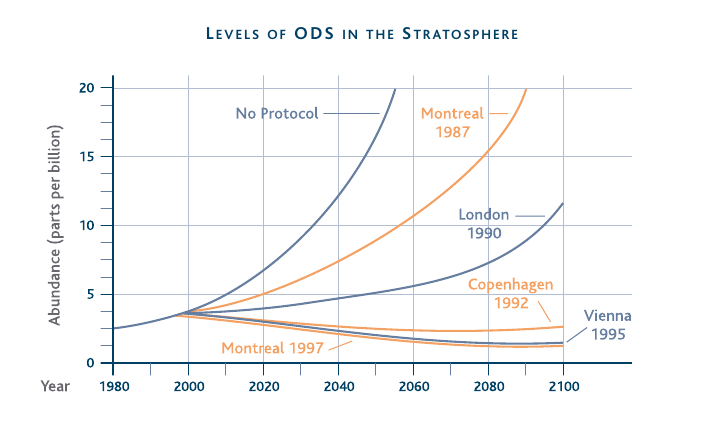 LEVELS OF ODS IN THE STRATOSPHERE
20
No Protocol
Montreal
1987
15
Abundance (parts per billion)
London
1990
10
Copenhagen
1992
5
Vienna
1995
Montreal 1997
0
Year 1980 2000 2020 2040 2060 2080 2100